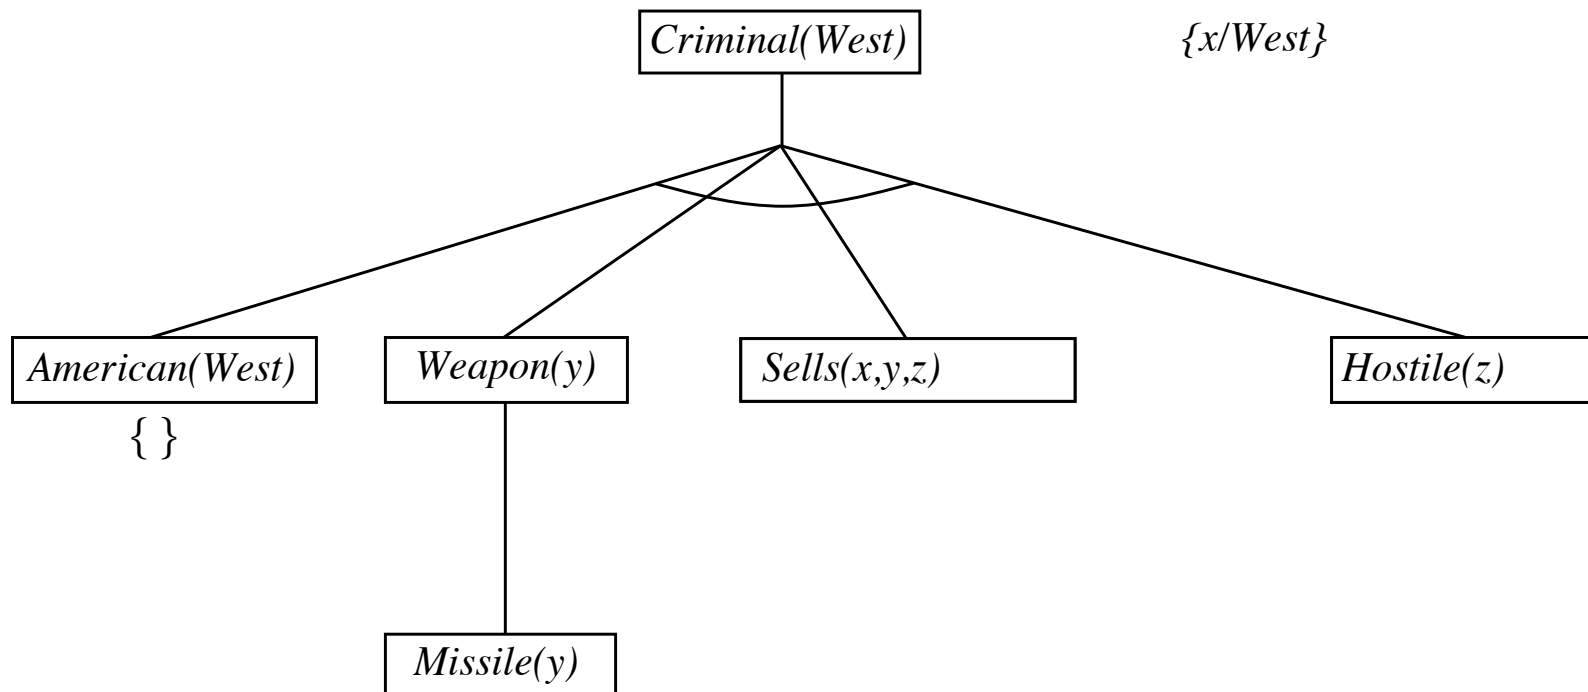 Criminal(West)
{x/West}
American(West)
Weapon(y)
Sells(x,y,z)
Hostile(z)
{ }
Missile(y)